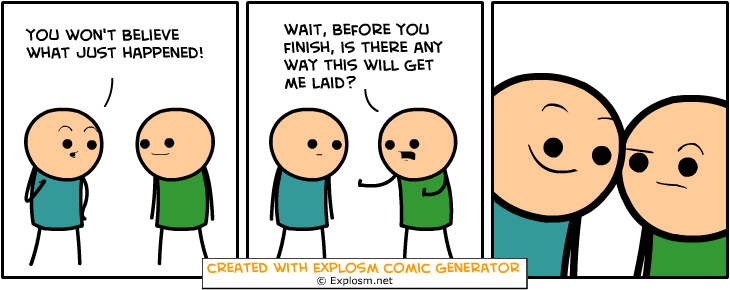 YOU WON'T BELIEVE
WHAT JUST HAPPENED!
WAIT, BEFORE YOU
FINISH, IS THERE ANY
WAY THIS WILL GET
ME LAID?
CREATED WITH EXPLOSM COMIC GENERATOR
© Explosm.net